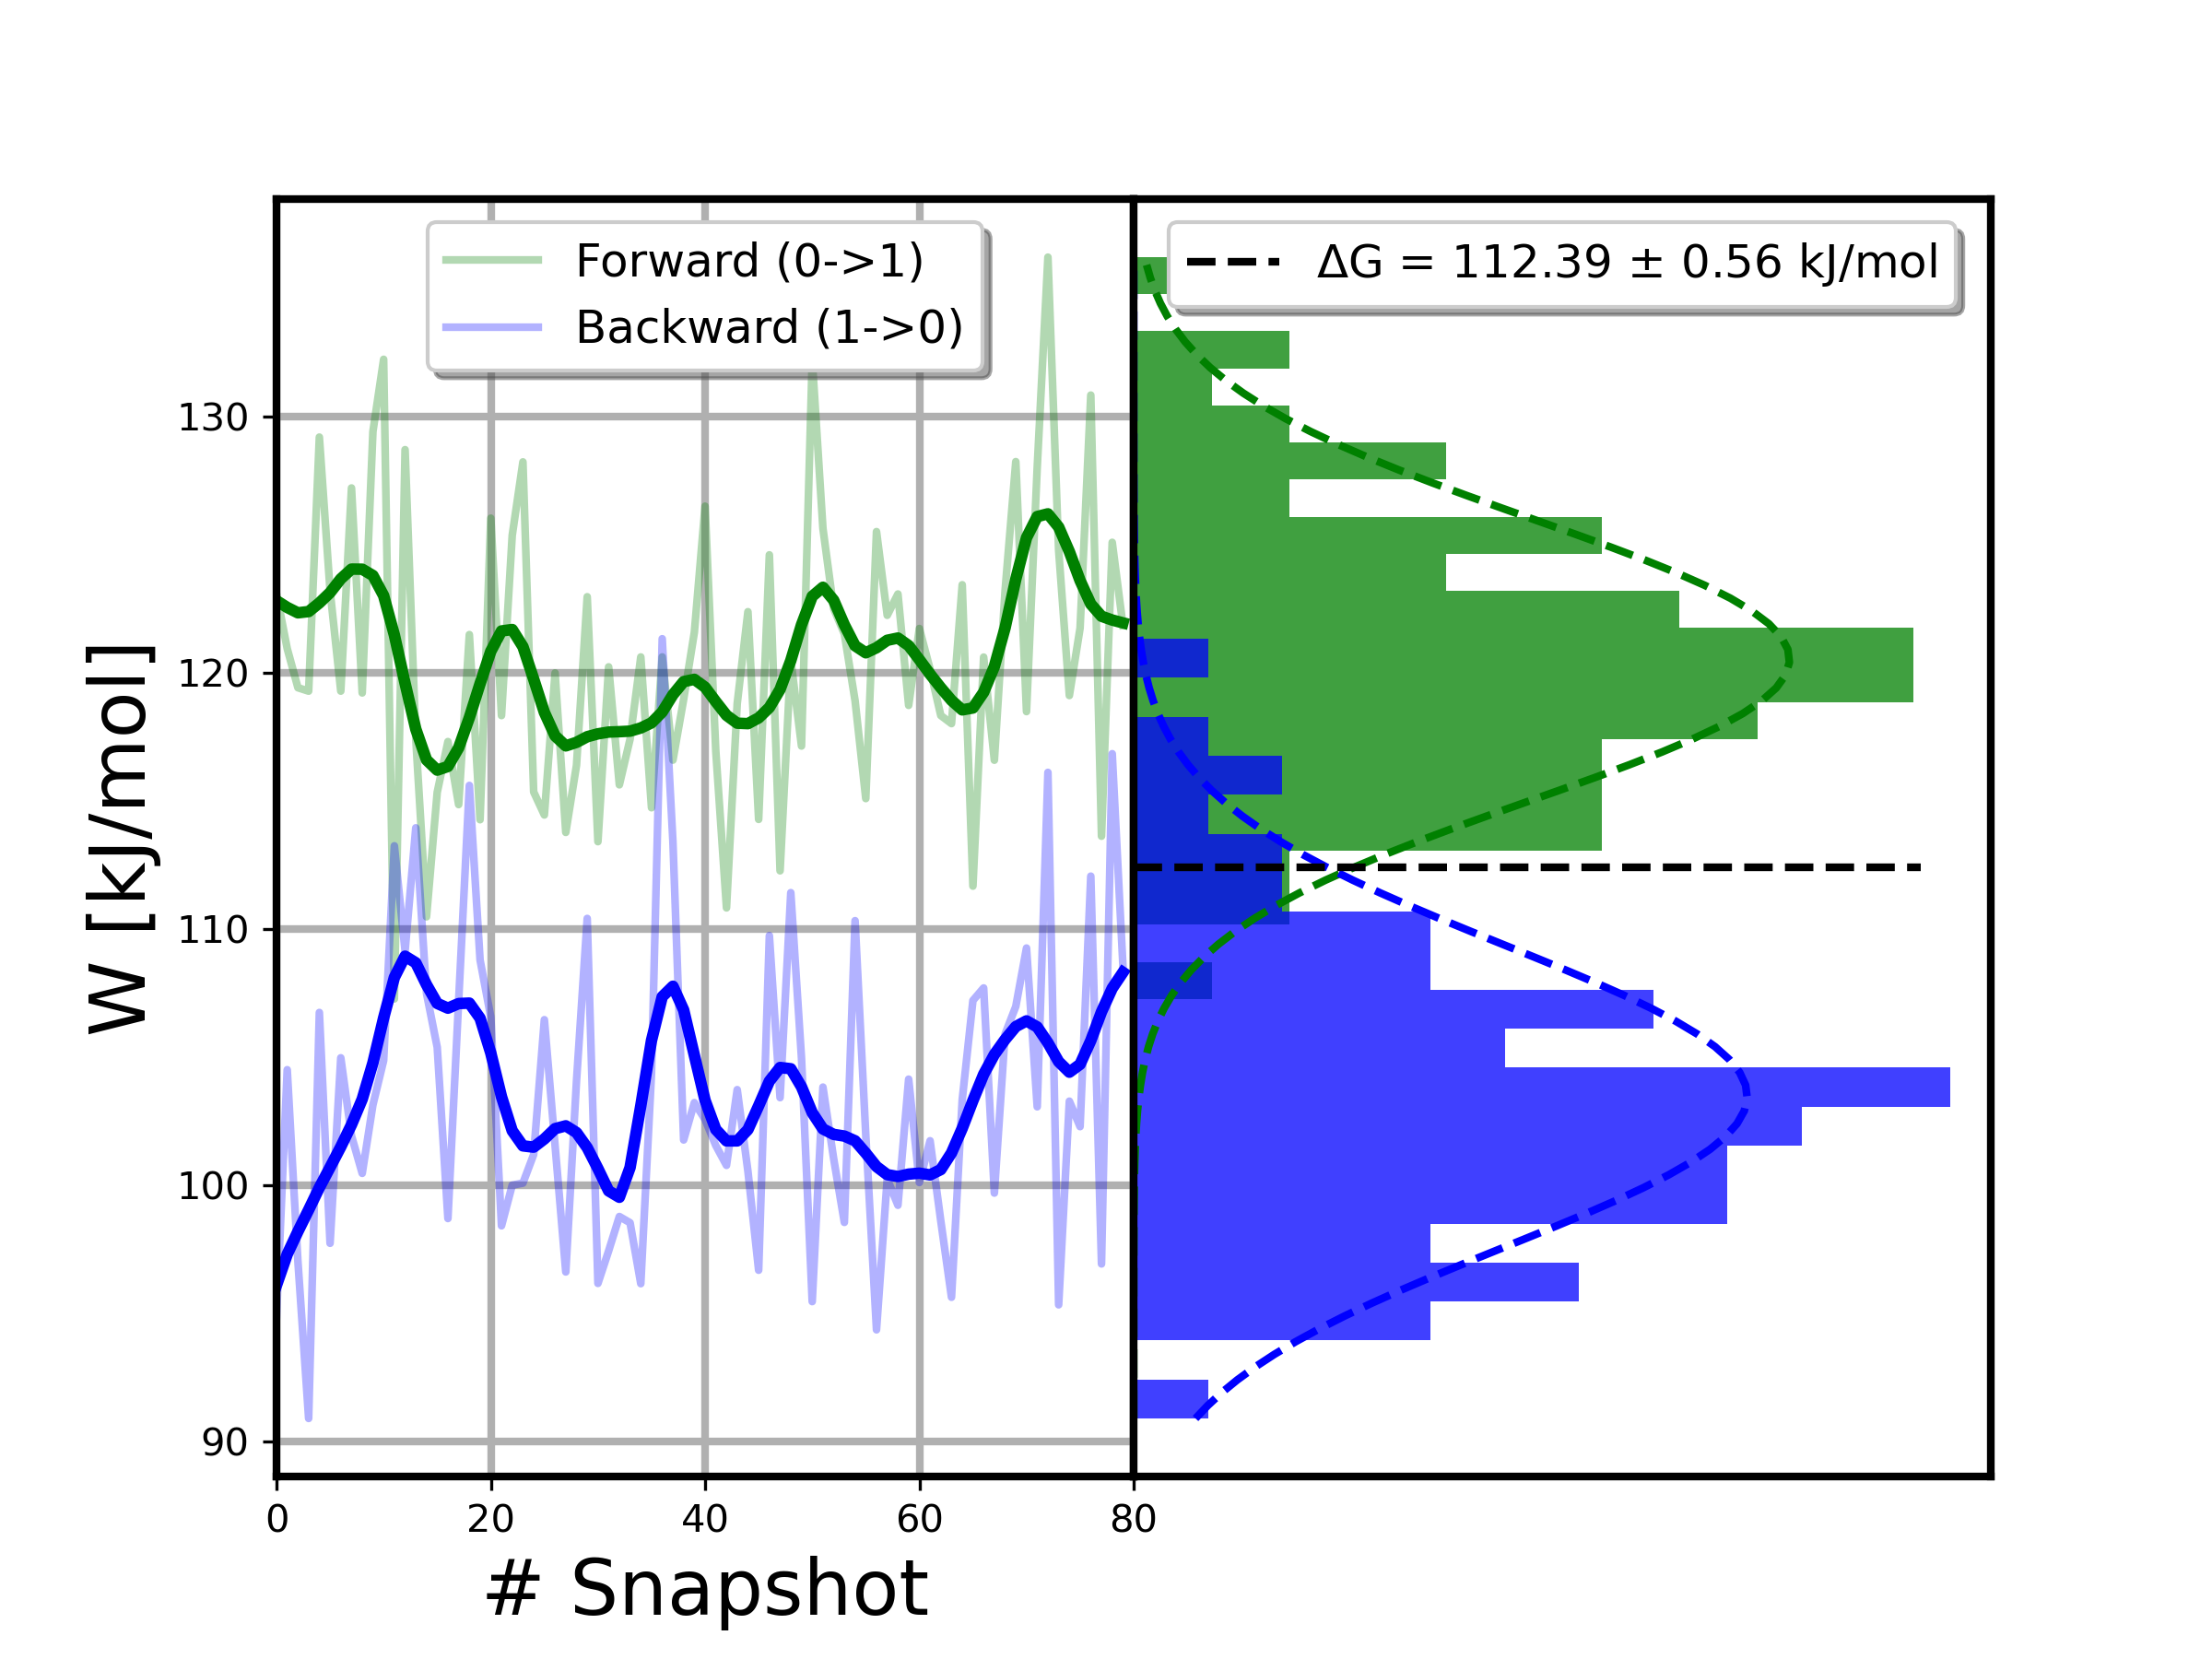 Forward (0->1)
Backward (1->0)
ΔG = 112.39 ± 0.56 kJ/mol
W [kJ/mol]
130
120
110
100
90
0 20 40 60 80
# Snapshot